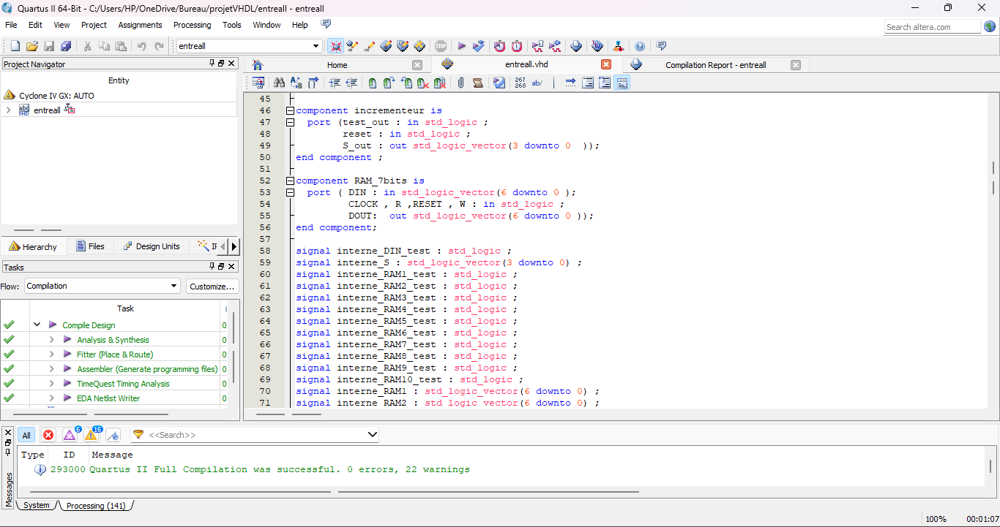 Quartus II 64-Bit - C:/Users/HP/OneDrive/Bureau/projetVHDL/entreall - entreall
File Edit View Project Assignments Processing Tools Window Help
Search altera.com
entreall
Project Navigator
Entity
Cyclone IV GX: AUTO
entreall
Hierarchy Files Design Units IP
Tasks
Flow: Compilation Customize...
Task
Compile Design 0
Analysis & Synthesis 0
Fitter (Place & Route) 0
Assembler (Generate programming files) 0
TimeQuest Timing Analysis 0
EDA Netlist Writer 0
Home entreall.vhd Compilation Report - entreall
267
268 ab/
45
46 component incrementeur is
47 port (test_out : in std_logic ;
48 reset : in std_logic ;
49 S_out : out std_logic_vector(3 downto 0 ));
50 end component ;
51
52 component RAM_7bits is
53 port ( DIN : in std_logic_vector(6 downto 0 );
54 CLOCK , R ,RESET , W : in std_logic ;
55 DOUT: out std_logic_vector(6 downto 0 ));
56 end component;
57
58 signal interne_DIN_test : std_logic ;
59 signal interne_S : std_logic_vector(3 downto 0) ;
60 signal interne_RAM1_test : std_logic ;
61 signal interne_RAM2_test : std_logic ;
62 signal interne_RAM3_test : std_logic ;
63 signal interne_RAM4_test : std_logic ;
64 signal interne_RAM5_test : std_logic ;
65 signal interne_RAM6_test : std_logic ;
66 signal interne_RAM7_test : std_logic ;
67 signal interne_RAM8_test : std_logic ;
68 signal interne_RAM9_test : std_logic ;
69 signal interne_RAM10_test : std_logic ;
70 signal interne_RAM1 : std_logic_vector(6 downto 0) ;
71 signal interne_RAM2 : std_logic_vector(6 downto 0) ;
Messages
All 6 16 <<Search>>
Type ID Message
293000 Quartus II Full Compilation was successful. 0 errors, 22 warnings
System Processing (141)
100% 00:01:07